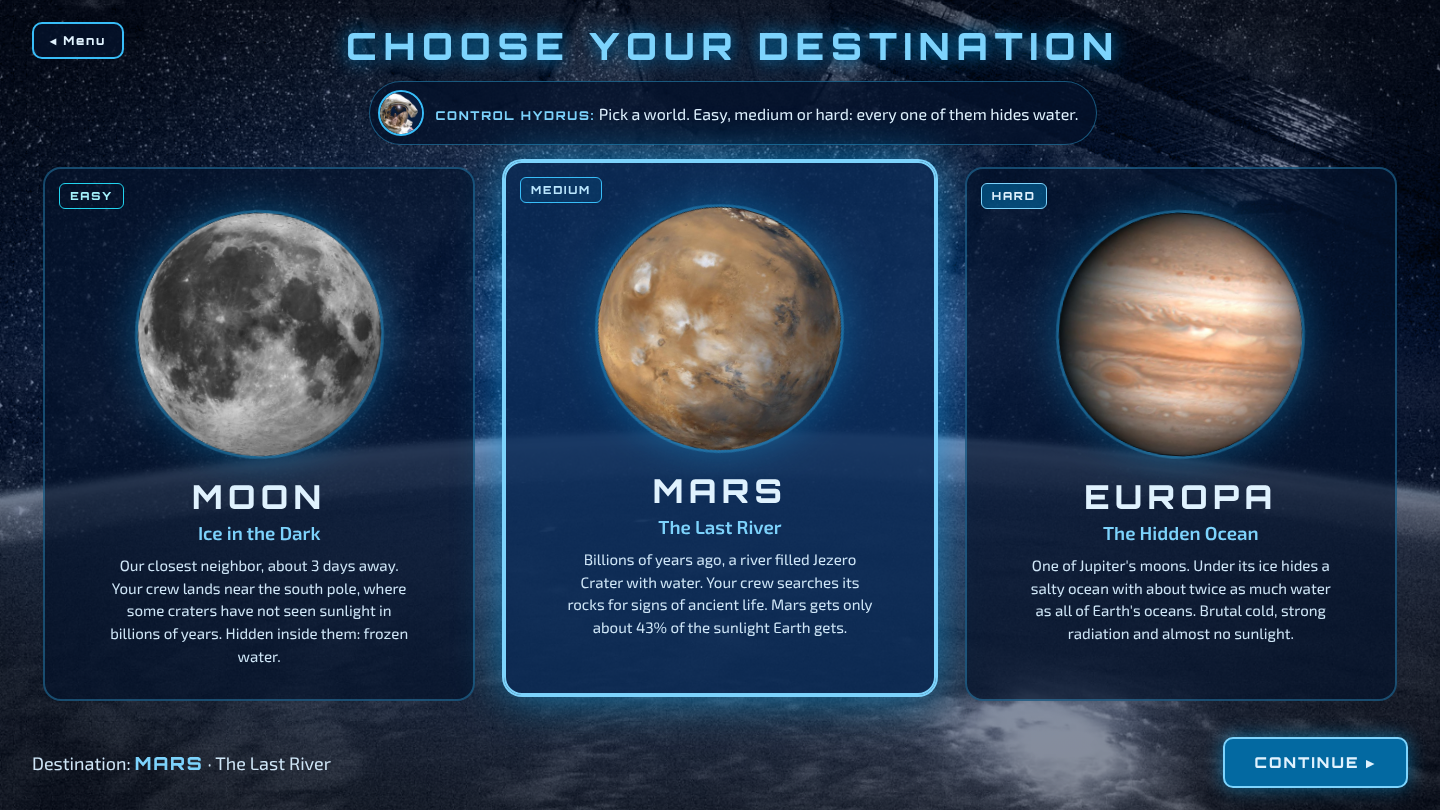 ◂ Menu
CHOOSE YOUR DESTINATION
CONTROL HYDRUS: Pick a world. Easy, medium or hard: every one of them hides water.
EASY
MOON
Ice in the Dark
Our closest neighbor, about 3 days away.
Your crew lands near the south pole, where
some craters have not seen sunlight in
billions of years. Hidden inside them: frozen
water.
MEDIUM
MARS
The Last River
Billions of years ago, a river filled Jezero
Crater with water. Your crew searches its
rocks for signs of ancient life. Mars gets only
about 43% of the sunlight Earth gets.
HARD
EUROPA
The Hidden Ocean
One of Jupiter's moons. Under its ice hides a
salty ocean with about twice as much water
as all of Earth's oceans. Brutal cold, strong
radiation and almost no sunlight.
Destination: MARS · The Last River
CONTINUE ▸